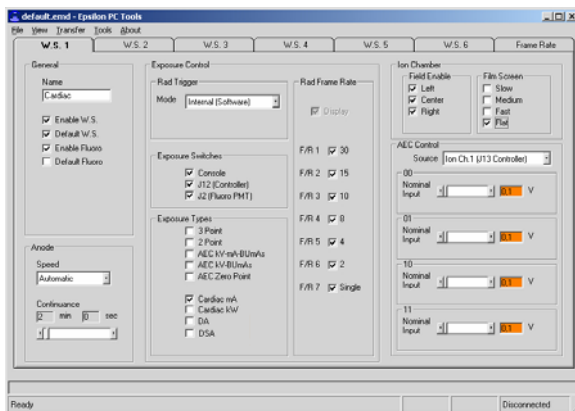 default.emd - Epsilon PC Tools
File View Transfer Tools About
W.S. 1 W.S. 2 W.S. 3 W.S. 4 W.S. 5 W.S. 6 Frame Rate
General
Name
Cardiac
Enable W.S.
Default W.S.
Enable Fluoro
Default Fluoro
Anode
Speed
Automatic
Continuance
2 min 0 sec
Exposure Control
Rad Trigger
Mode Internal (Software)
Exposure Switches
Console
J12 (Controller)
J2 (Fluoro PMT)
Exposure Types
3 Point
2 Point
AEC kV-mA-BUmAs
AEC kV-BUmAs
AEC Zero Point
Cardiac mA
Cardiac kW
DA
DSA
Rad Frame Rate
Display
F/R 1 30
F/R 2 15
F/R 3 10
F/R 4 8
F/R 5 4
F/R 6 2
F/R 7 Single
Ion Chamber
Field Enable
Left
Center
Right
Film Screen
Slow
Medium
Fast
Flat
AEC Control
Source Ion Ch.1 (J13 Controller)
00
Nominal Input 0,1 V
01
Nominal Input 0,1 V
10
Nominal Input 0,1 V
11
Nominal Input 0,1 V
Ready Disconnected